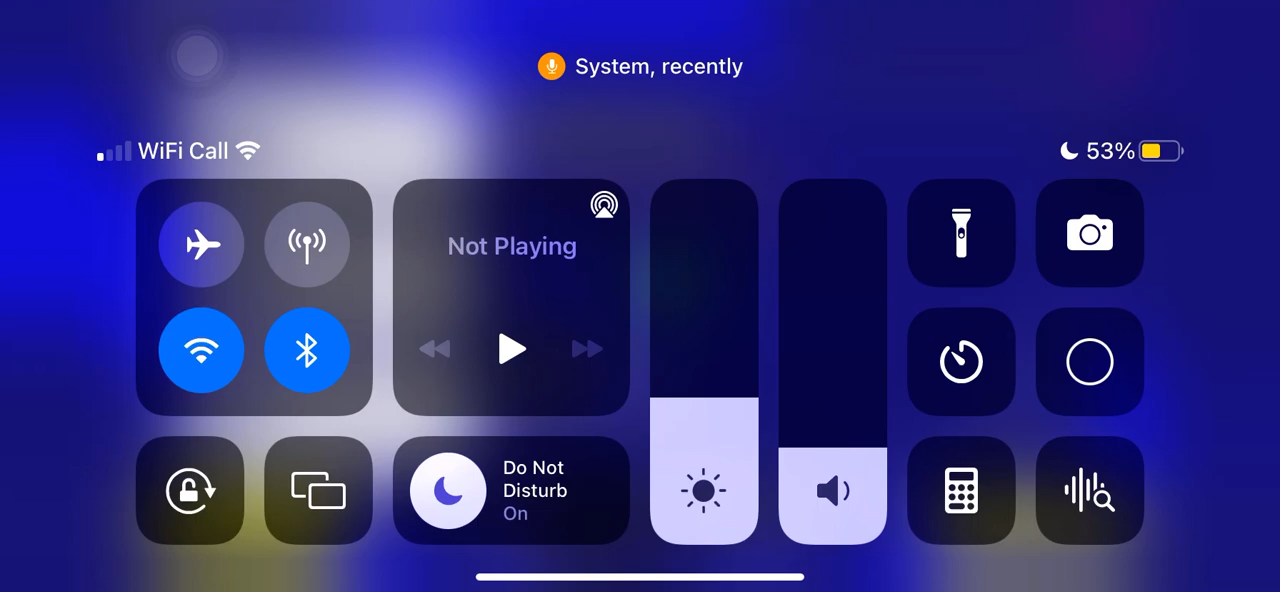 System, recently
WiFi Call
53%
Not Playing
Do Not
Disturb
On